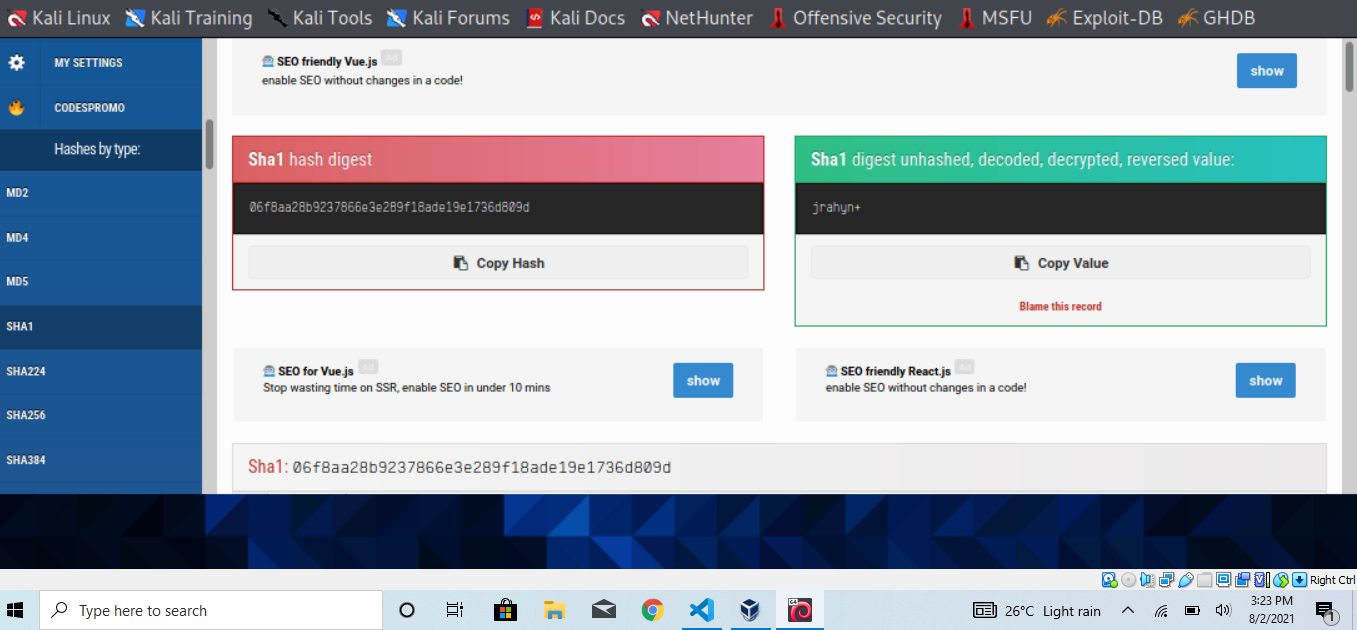 Kali Linux Kali Training Kali Tools Kali Forums Kali Docs NetHunter Offensive Security MSFU Exploit-DB GHDB
MY SETTINGS
CODESPROMO
Hashes by type:
MD2
MD4
MD5
SHA1
SHA224
SHA256
SHA384
SEO friendly Vue.js Ad
enable SEO without changes in a code!
show
Sha1 hash digest
06f8aa28b9237866e3e289f18ade19e1736d809d
Copy Hash
Sha1 digest unhashed, decoded, decrypted, reversed value:
jrahyn+
Copy Value
Blame this record
SEO for Vue.js Ad
Stop wasting time on SSR, enable SEO in under 10 mins
show
SEO friendly React.js Ad
enable SEO without changes in a code!
show
Sha1: 06f8aa28b9237866e3e289f18ade19e1736d809d
Right Ctrl
Type here to search
64
26°C Light rain
3:23 PM
8/2/2021
1